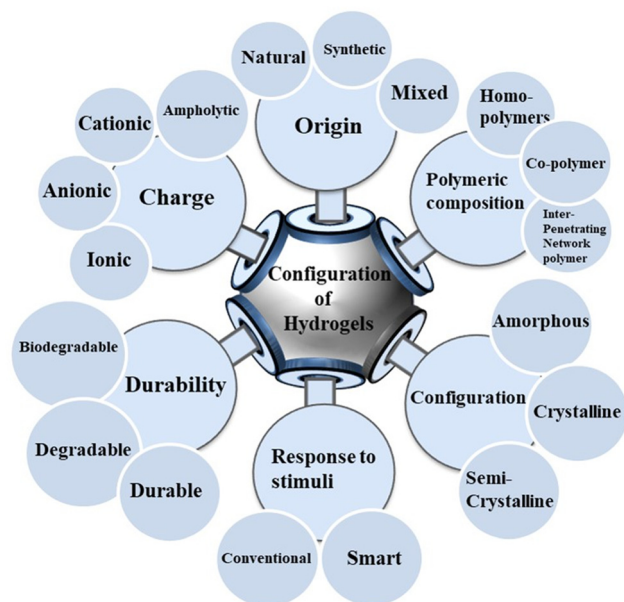 Configuration
of
Hydrogels
Origin
Natural
Synthetic
Mixed
Polymeric
composition
Homo-
polymers
Co-polymer
Inter-
Penetrating
Network
polymer
Configuration
Amorphous
Crystalline
Semi-
Crystalline
Response to
stimuli
Smart
Conventional
Durability
Durable
Degradable
Biodegradable
Charge
Ionic
Anionic
Cationic
Ampholytic